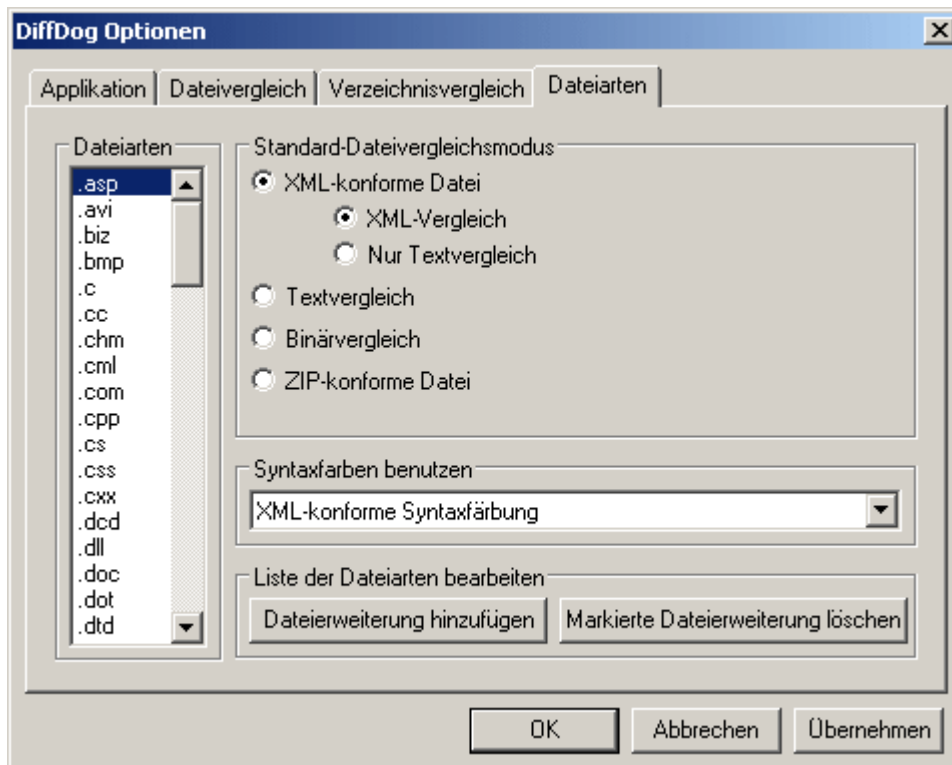 DiffDog Optionen
Applikation Dateivergleich Verzeichnisvergleich Dateiarten
Dateiarten
.asp
.avi
.biz
.bmp
.c
.cc
.chm
.cml
.com
.cpp
.cs
.css
.cxx
.dcd
.dll
.doc
.dot
.dtd
Standard-Dateivergleichsmodus
XML-konforme Datei
XML-Vergleich
Nur Textvergleich
Textvergleich
Binärvergleich
ZIP-konforme Datei
Syntaxfarben benutzen
XML-konforme Syntaxfärbung
Liste der Dateiarten bearbeiten
Dateierweiterung hinzufügen Markierte Dateierweiterung löschen
OK Abbrechen Übernehmen